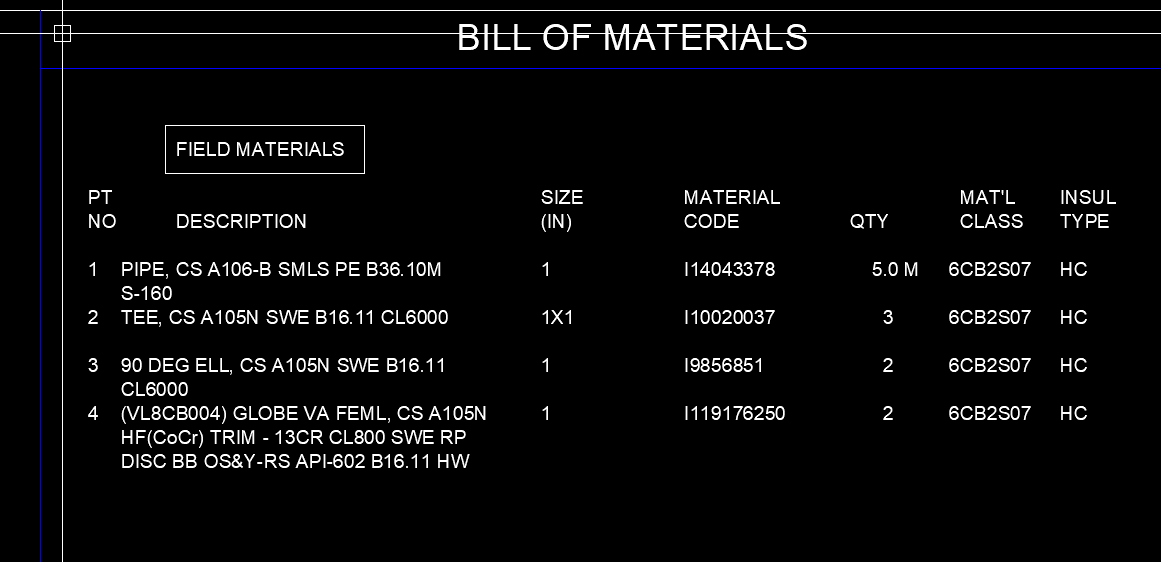 BILL OF MATERIALS
FIELD MATERIALS
PT SIZE MATERIAL MAT'L INSUL
NO DESCRIPTION (IN) CODE QTY CLASS TYPE
1 PIPE, CS A106-B SMLS PE B36.10M 1 I14043378 5.0 M 6CB2S07 HC
S-160
2 TEE, CS A105N SWE B16.11 CL6000 1X1 I10020037 3 6CB2S07 HC
3 90 DEG ELL, CS A105N SWE B16.11 1 I9856851 2 6CB2S07 HC
CL6000
4 (VL8CB004) GLOBE VA FEML, CS A105N 1 I119176250 2 6CB2S07 HC
HF(CoCr) TRIM - 13CR CL800 SWE RP
DISC BB OS&Y-RS API-602 B16.11 HW